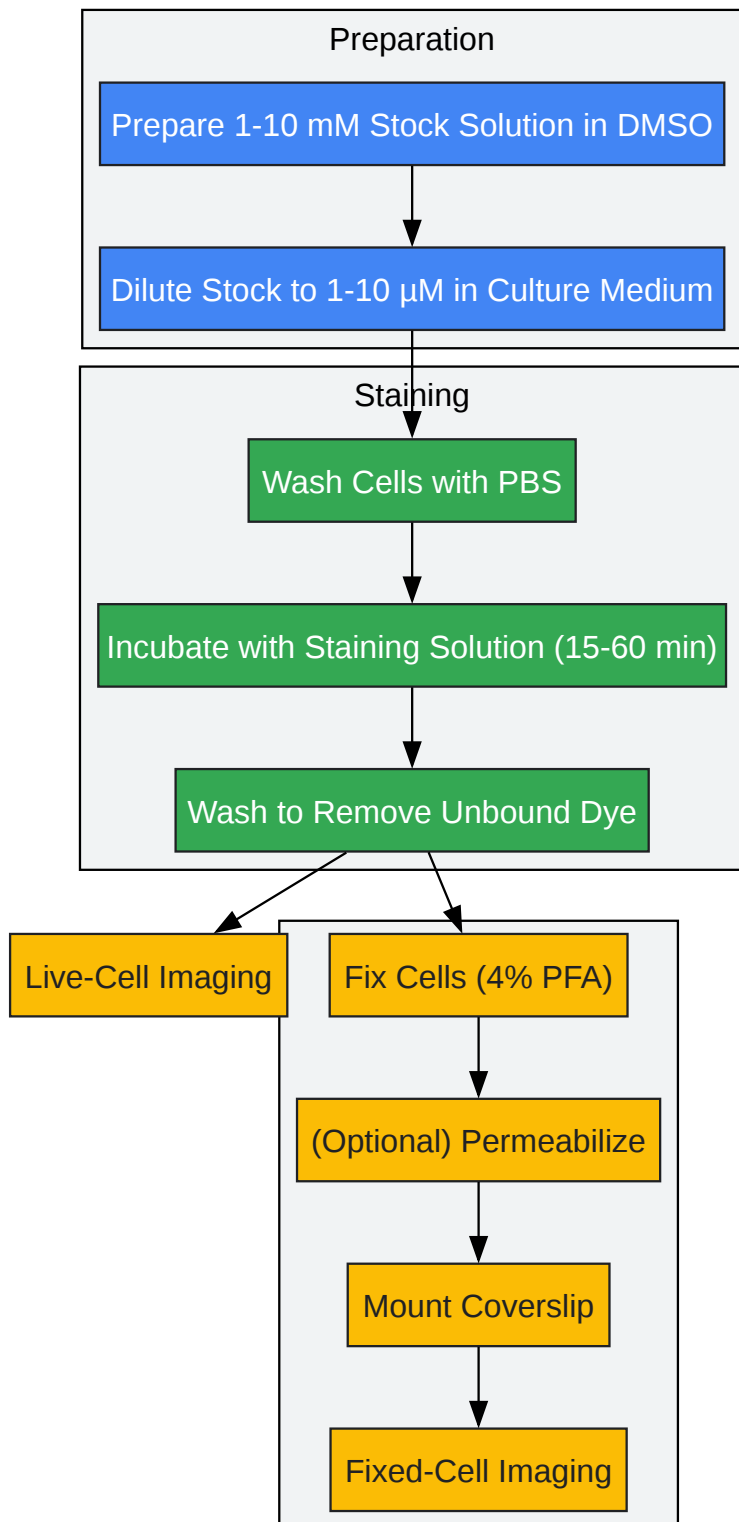 Preparation
Prepare 1-10 mM Stock Solution in DMSO
Dilute Stock to 1-10 µM in Culture Medium
Staining
Wash Cells with PBS
Incubate with Staining Solution (15-60 min)
Wash to Remove Unbound Dye
Live-Cell Imaging
Fix Cells (4% PFA)
(Optional) Permeabilize
Mount Coverslip
Fixed-Cell Imaging